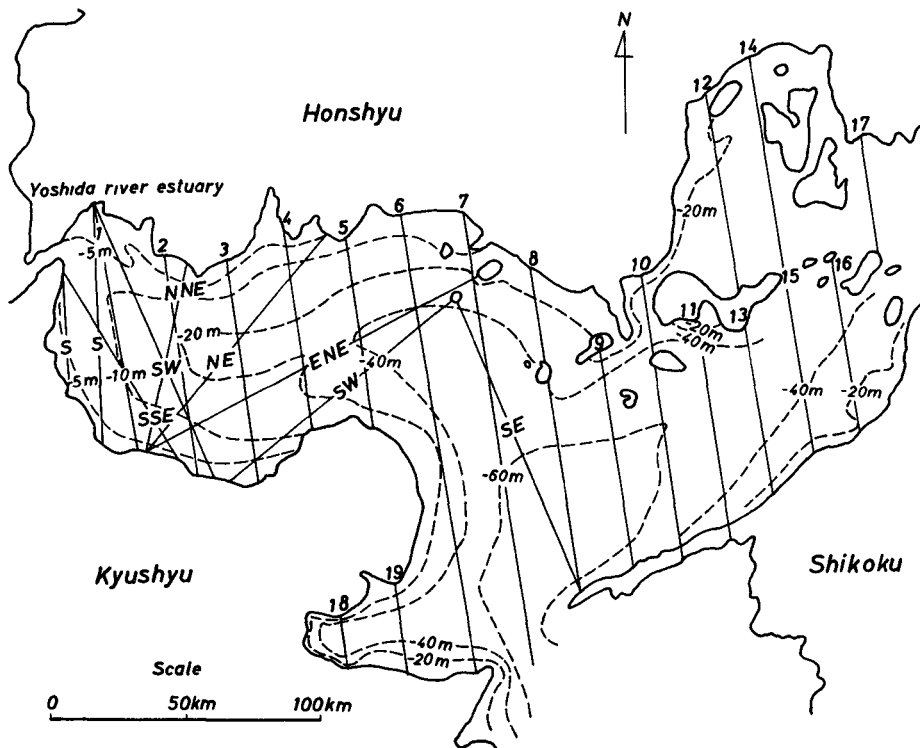 N
14
12
Honshyu
17
Yoshida river estuary
-20m
1
-5m
2
3
4
5
6
7
8
10
15
16
N
NE
11
13
-20m
-40m
9
-20m
S
S
NE
ENE
-40m
-5m
-10m
SW
SW
-40m
-20m
SSE
SE
-60m
Kyushyu
19
Shikoku
18
-40m
-20m
Scale
0
50km
100km